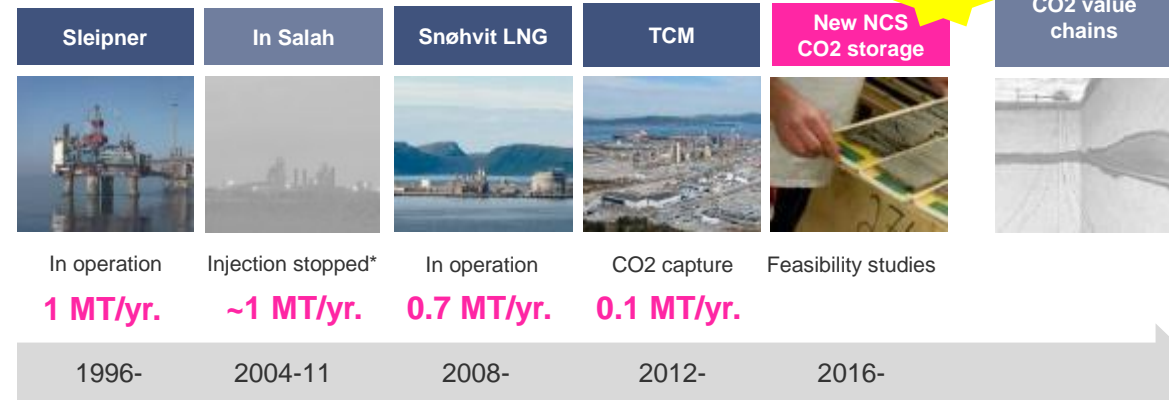 Sleipner
In Salah
Snøhvit LNG
TCM
New NCS
CO2 storage
CO2 value
chains
In operation
Injection stopped*
In operation
CO2 capture
Feasibility studies
1 MT/yr.
~1 MT/yr.
0.7 MT/yr.
0.1 MT/yr.
1996-
2004-11
2008-
2012-
2016-